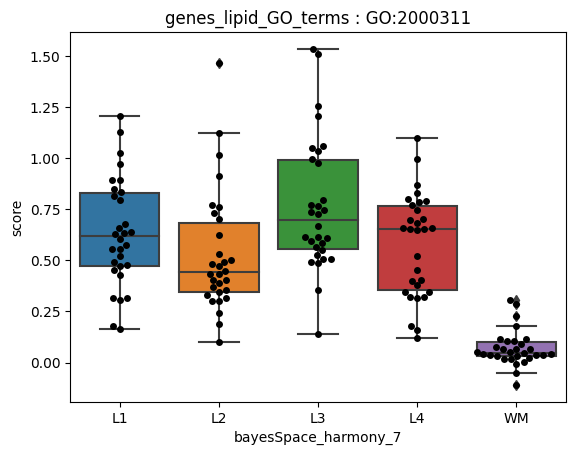 genes_lipid_GO_terms : GO:2000311
1.50
1.25
1.00
0.75
0.50
0.25
0.00
score
L1 L2 L3 L4 WM
bayesSpace_harmony_7